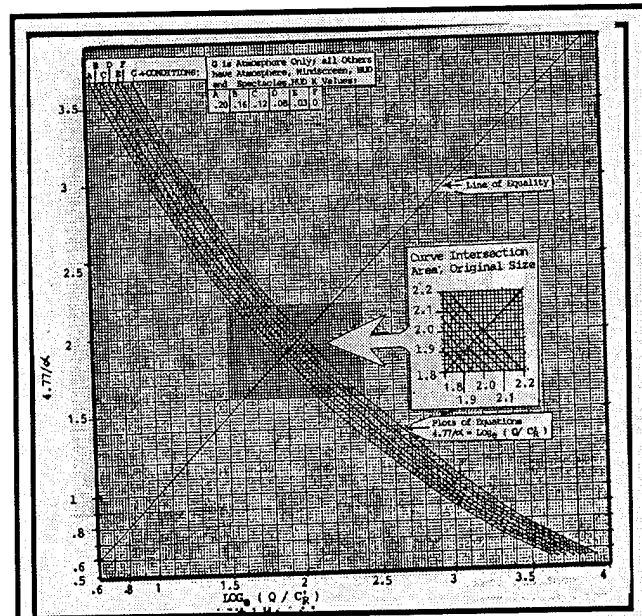 B D F
A C E G ←CONDITIONS:
G is Atmosphere Only; all Others
have Atmosphere, Windscreen, HUD
and Spectacles, HUD K Values:
A B C D E F
.20 .16 .12 .08 .03 0
3.5
3
2.5
2
1.5
1
.6
.5
4.77/α
Line of Equality
Curve Intersection
Area, Original Size
2.2
2.1
2.0
1.9
1.8
1.8 2.0 2.2
1.9 2.1
Plots of Equations
.6 .8 1 1.5 2 2.5 3 3.5 4